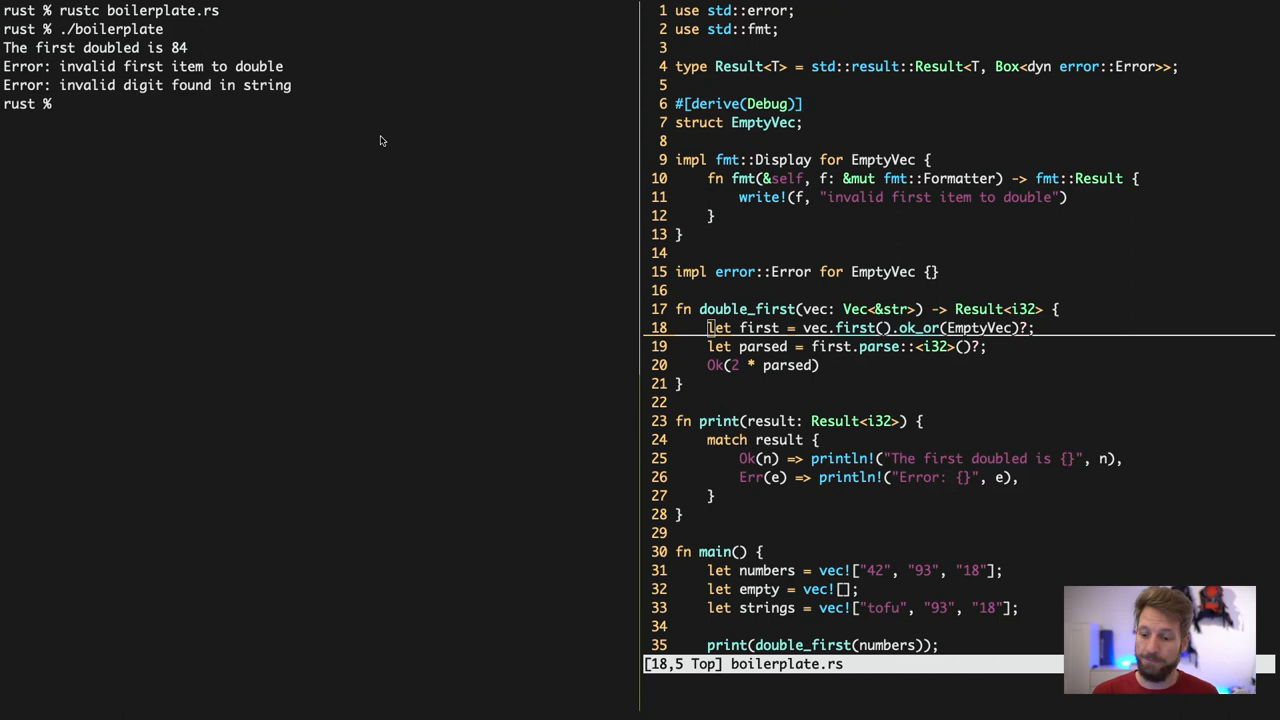 rust % rustc boilerplate.rs
rust % ./boilerplate
The first doubled is 84
Error: invalid first item to double
Error: invalid digit found in string
rust %
1 use std::error;
2 use std::fmt;
3
4 type Result<T> = std::result::Result<T, Box<dyn error::Error>>;
5
6 #[derive(Debug)]
7 struct EmptyVec;
8
9 impl fmt::Display for EmptyVec {
10     fn fmt(&self, f: &mut fmt::Formatter) -> fmt::Result {
11         write!(f, "invalid first item to double")
12     }
13 }
14
15 impl error::Error for EmptyVec {}
16
17 fn double_first(vec: Vec<&str>) -> Result<i32> {
18     let first = vec.first().ok_or(EmptyVec)?;
19     let parsed = first.parse::<i32>()?;
20     Ok(2 * parsed)
21 }
22
23 fn print(result: Result<i32>) {
24     match result {
25         Ok(n) => println!("The first doubled is {}", n),
26         Err(e) => println!("Error: {}", e),
27     }
28 }
29
30 fn main() {
31     let numbers = vec!["42", "93", "18"];
32     let empty = vec![];
33     let strings = vec!["tofu", "93", "18"];
34
35     print(double_first(numbers));
[18,5 Top] boilerplate.rs